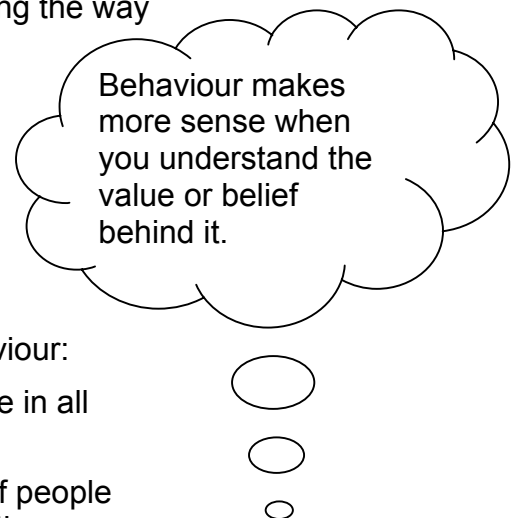 ng the way
Behaviour makes
more sense when
you understand the
value or belief
behind it.
viour:
e in all
f people